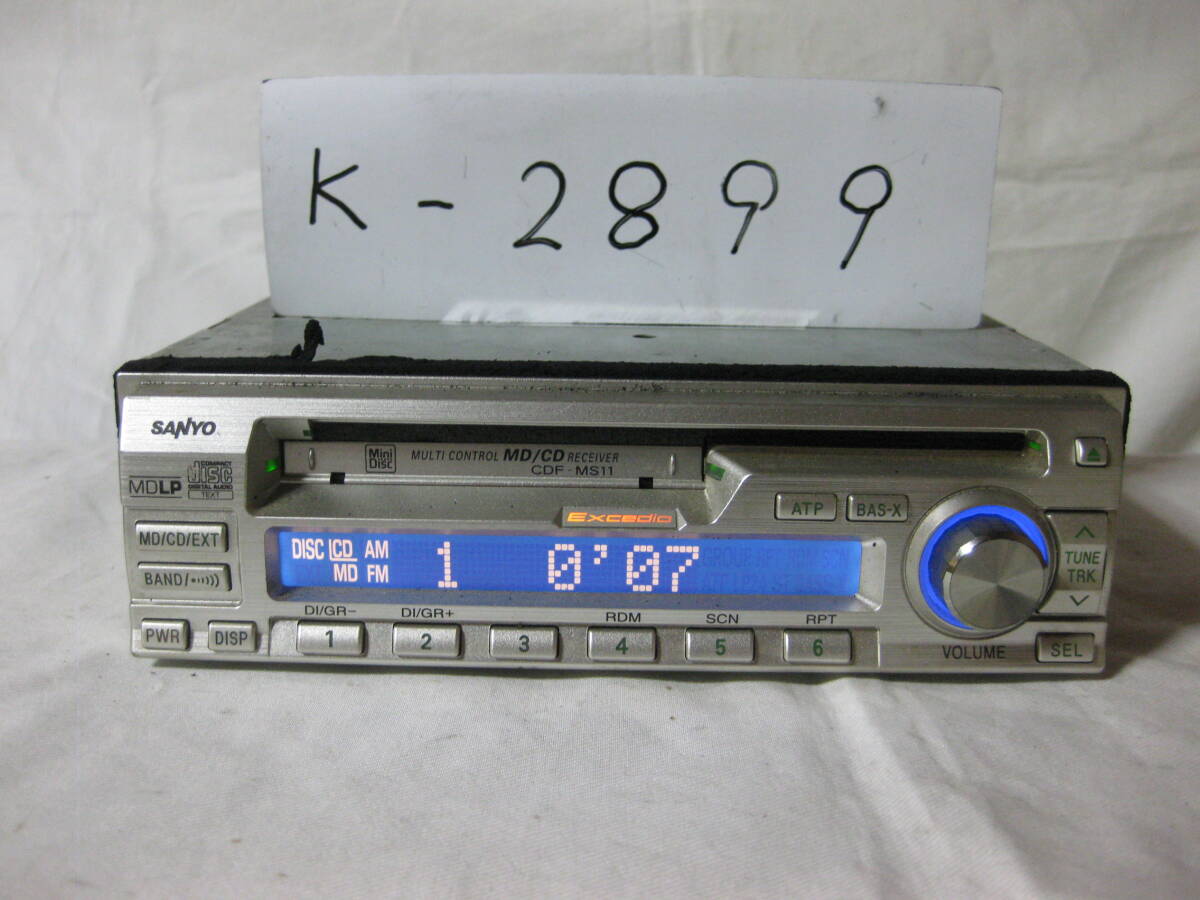 K-2899
SANYO
Mini Disc
MULTI CONTROL MD/CD RECEIVER
CDF-MS11
MDLP
COMPACT disc DIGITAL AUDIO
TEXT
ATP
BAS-X
Excedio
MD/CD/EXT
BAND/•)))))
DISC CD AM
MD FM
1 0'07
TUNE
TRK
DI/GR-
DI/GR+
RDM
SCN
RPT
PWR
DISP
1
2
3
4
5
6
VOLUME
SEL